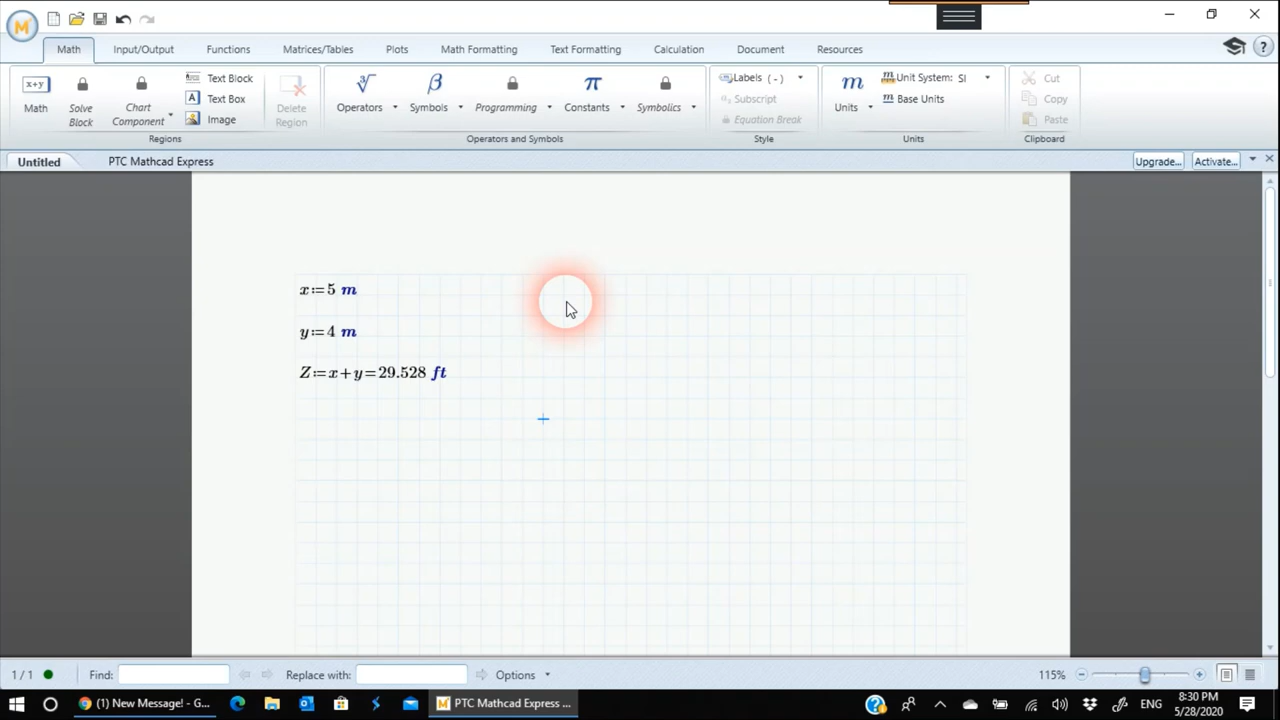 Math Input/Output Functions Matrices/Tables Plots Math Formatting Text Formatting Calculation Document Resources
x+y Math
Solve Block
Chart Component
Text Block
Text Box
Image
Delete Region
Regions
Operators
β Symbols
Programming
π Constants
Symbolics
Operators and Symbols
Labels ( - )
Subscript
Equation Break
Style
m Units
Unit System: SI
Base Units
Units
Cut
Copy
Paste
Clipboard
Untitled PTC Mathcad Express Upgrade... Activate...
x:=5 m
y:=4 m
Z:=x+y=29.528 ft
1 / 1 Find: Replace with: Options 115%
(1) New Message! - G... PTC Mathcad Express ... ENG 8:30 PM
5/28/2020